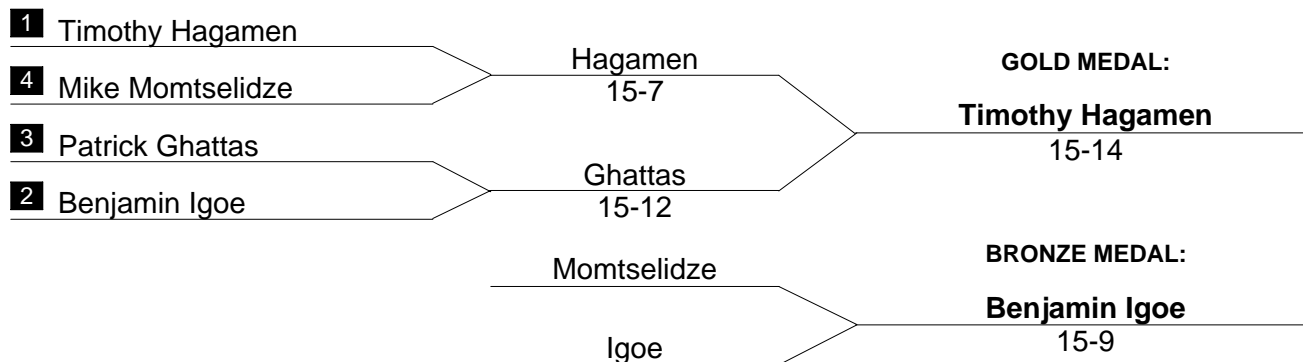 1 Timothy Hagamen
4 Mike Momtselidze
3 Patrick Ghattas
2 Benjamin Igoe
Hagamen
15-7
Ghattas
15-12
GOLD MEDAL:
Timothy Hagamen
15-14
Momtselidze
Igoe
BRONZE MEDAL:
Benjamin Igoe
15-9